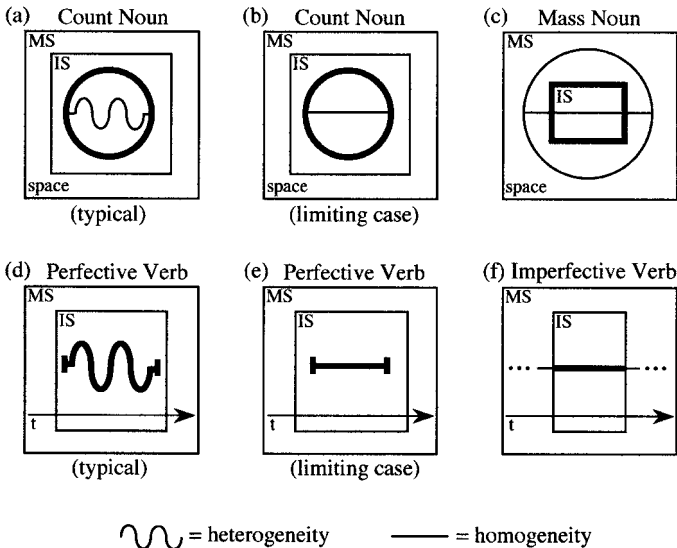 (a) Count Noun
MS
IS
space
(typical)
(b) Count Noun
MS
IS
space
(limiting case)
(c) Mass Noun
MS
IS
space
(d) Perfective Verb
MS
IS
t
(typical)
(e) Perfective Verb
MS
IS
t
(limiting case)
(f) Imperfective Verb
MS
IS
... ...
t
= heterogeneity
= homogeneity